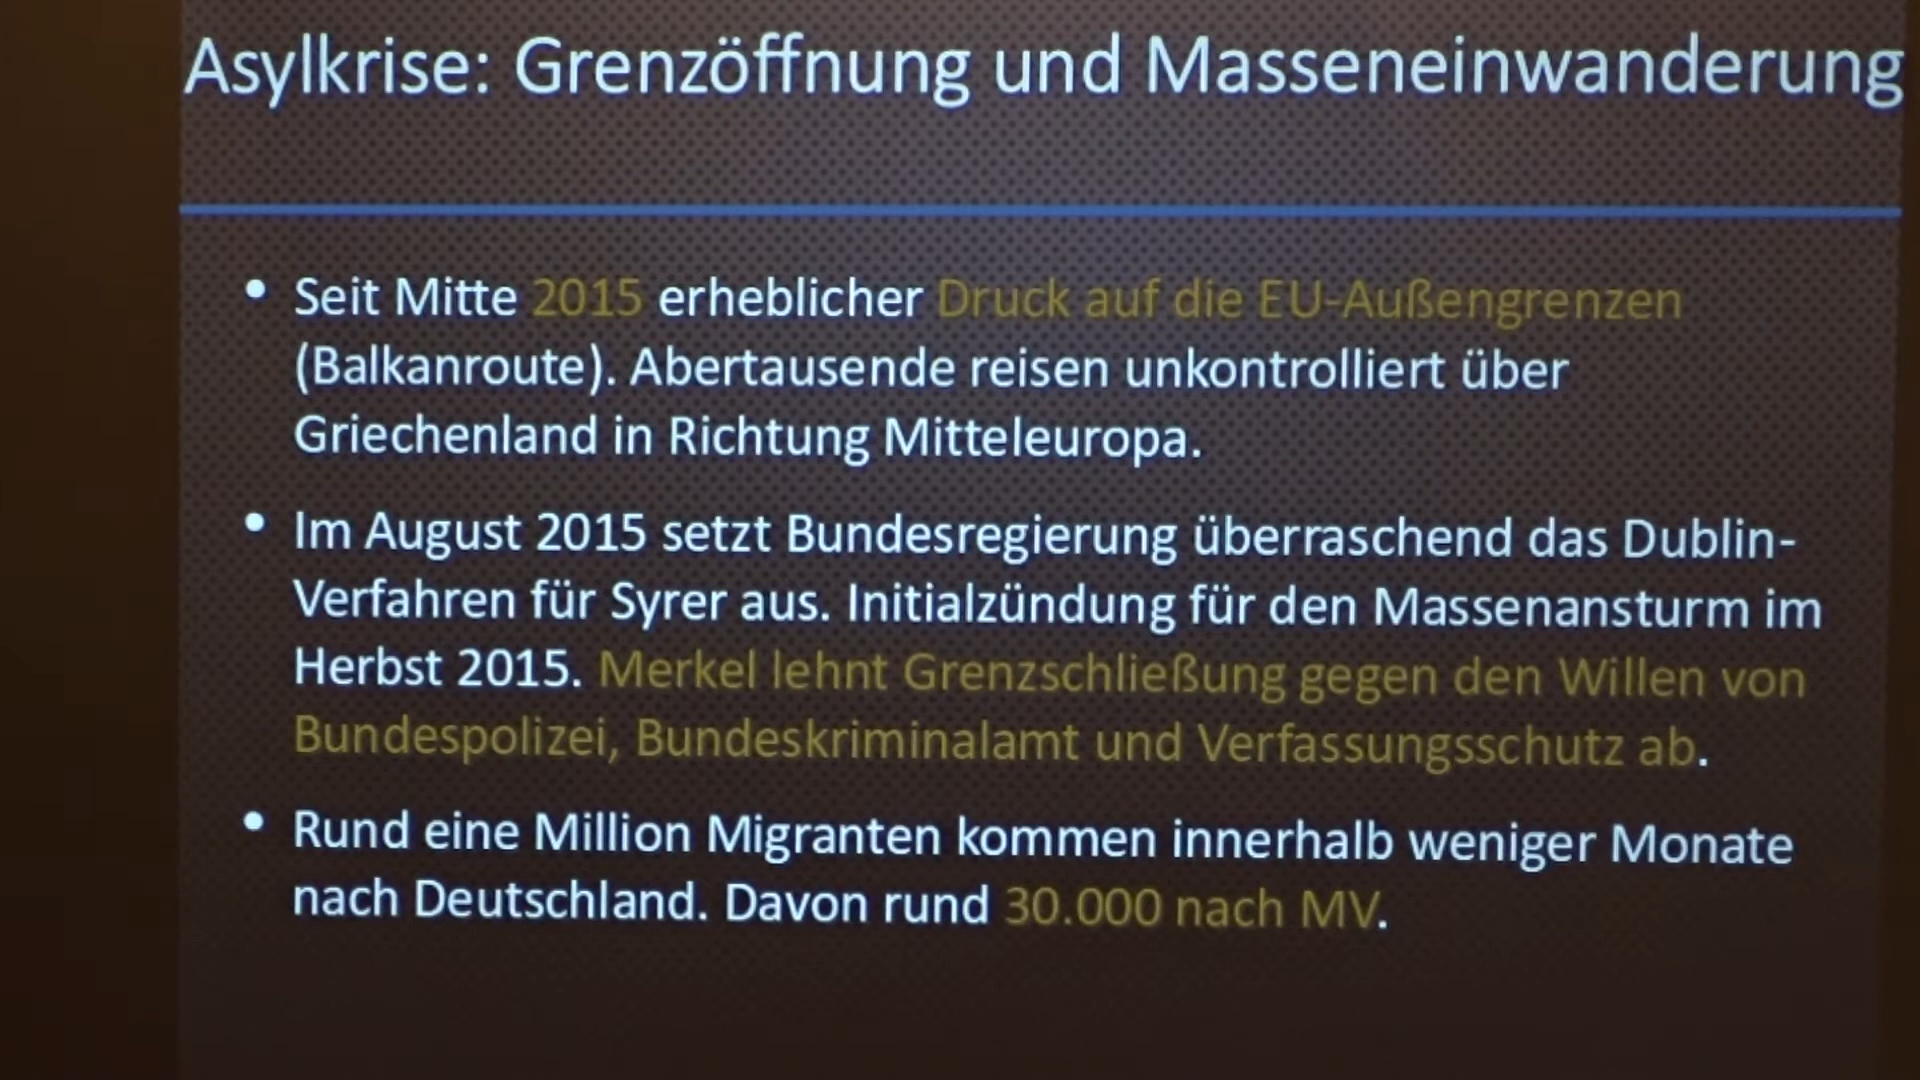 Asylkrise: Grenzöffnung und Masseneinwanderung
• Seit Mitte 2015 erheblicher Druck auf die EU-Außengrenzen
(Balkanroute). Abertausende reisen unkontrolliert über
Griechenland in Richtung Mitteleuropa.
• Im August 2015 setzt Bundesregierung überraschend das Dublin-
Verfahren für Syrer aus. Initialzündung für den Massenansturm im
Herbst 2015. Merkel lehnt Grenzschließung gegen den Willen von
Bundespolizei, Bundeskriminalamt und Verfassungsschutz ab.
• Rund eine Million Migranten kommen innerhalb weniger Monate
nach Deutschland. Davon rund 30.000 nach MV.